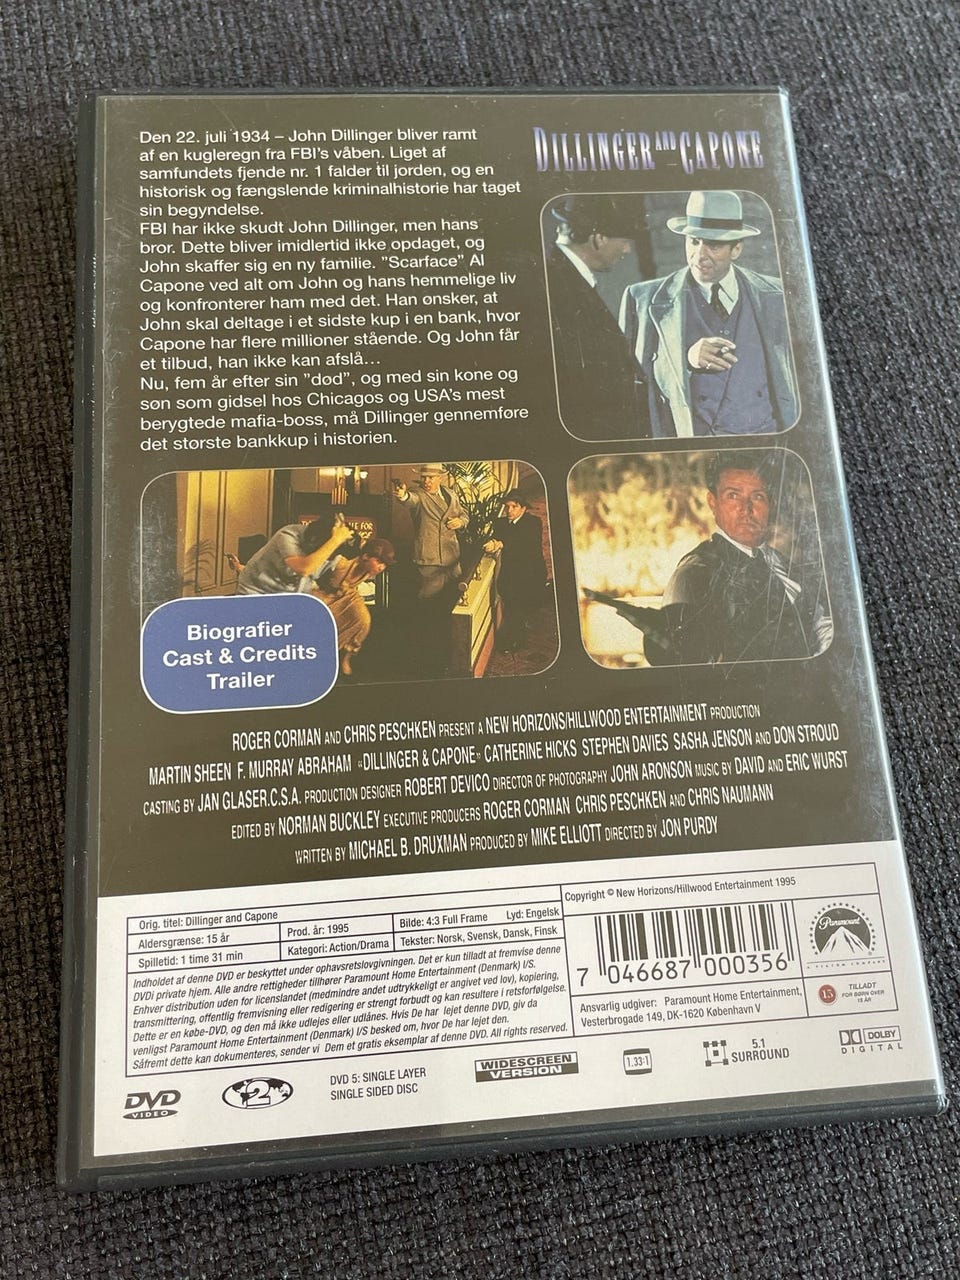 Den 22. juli 1934 – John Dillinger bliver ramt
af en kugleregn fra FBI's våben. Liget af
samfundets fjende nr. 1 falder til jorden, og en
historisk og fængslende kriminalhistorie har taget
sin begyndelse.
FBI har ikke skudt John Dillinger, men hans
bror. Dette bliver imidlertid ikke opdaget, og
John skaffer sig en ny familie. "Scarface" Al
Capone ved alt om John og hans hemmelige liv
og konfronterer ham med det. Han ønsker, at
John skal deltage i et sidste kup i en bank, hvor
Capone har flere millioner stående. Og John får
et tilbud, han ikke kan afslå…
Nu, fem år efter sin "død", og med sin kone og
søn som gidsel hos Chicagos og USA's mest
berygtede mafia-boss, må Dillinger gennemføre
det største bankkup i historien.
DILLINGER AND CAPONE
Biografier
Cast & Credits
Trailer
ROGER CORMAN AND CHRIS PESCHKEN PRESENT A NEW HORIZONS/HILLWOOD ENTERTAINMENT PRODUCTION
MARTIN SHEEN F. MURRAY ABRAHAM «DILLINGER & CAPONE» CATHERINE HICKS STEPHEN DAVIES SASHA JENSON AND DON STROUD
CASTING BY JAN GLASER.C.S.A. PRODUCTION DESIGNER ROBERT DEVICO DIRECTOR OF PHOTOGRAPHY JOHN ARONSON MUSIC BY DAVID AND ERIC WURST
EDITED BY NORMAN BUCKLEY EXECUTIVE PRODUCERS ROGER CORMAN CHRIS PESCHKEN AND CHRIS NAUMANN
WRITTEN BY MICHAEL B. DRUXMAN PRODUCED BY MIKE ELLIOTT DIRECTED BY JON PURDY
Orig. titel: Dillinger and Capone
Aldersgrænse: 15 år
Spilletid: 1 time 31 min
Prod. år: 1995
Kategori: Action/Drama
Bilde: 4:3 Full Frame Lyd: Engelsk
Tekster: Norsk, Svensk, Dansk, Finsk
Indholdet af denne DVD er beskyttet under ophavsretslovgivningen. Det er kun tilladt at fremvise denne
DVDi private hjem. Alle andre rettigheder tilhører Paramount Home Entertainment (Denmark) I/S.
Enhver distribution uden for licenslandet (medmindre andet udtrykkeligt er angivet ved lov), kopiering,
transmittering, offentlig fremvisning eller redigering er strengt forbudt og kan resultere i retsforfølgelse.
Dette er en købe-DVD, og den må ikke udlejes eller udlånes. Hvis De har lejet denne DVD, giv da
venligst Paramount Home Entertainment (Denmark) I/S besked om, hvor De har lejet den.
Såfremt dette kan dokumenteres, sender vi Dem et gratis eksemplar af denne DVD. All rights reserved.
Copyright © New Horizons/Hillwood Entertainment 1995
7 046687 000356
Ansvarlig udgiver: Paramount Home Entertainment,
Vesterbrogade 149, DK-1620 København V
Paramount
15
TILLADT
FOR BØRN OVER
15 ÅR
DVD
VIDEO
2
DVD 5: SINGLE LAYER
SINGLE SIDED DISC
WIDESCREEN
VERSION
1.33:1
5.1
SURROUND
DOLBY
DIGITAL